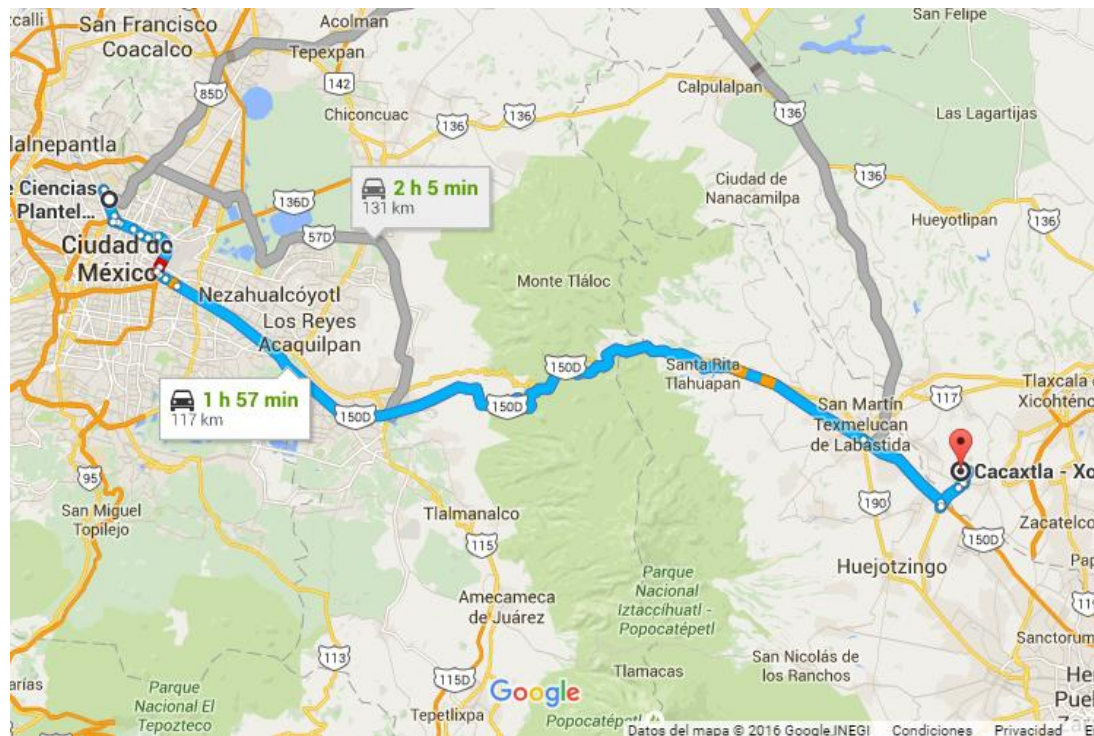 San Felipe
San Francisco
Coacalco
Acolman
Tepexpan
85D
142
Chiconcuac
136
136
Calpulalpan
136
Las Lagartijas
e Ciencias
Plantel...
2 h 5 min
131 km
Ciudad de
Nanacamilpa
136
Hueyotlipan
136
136D
57D
Ciudad de
México
Nezahualcóyotl
Los Reyes
Acaquilpan
Monte Tláloc
1 h 57 min
117 km
150D
150D
150D
Santa Rita
Tlahuapan
San Martín
Texmelucan
de Labastida
117
Tlaxcala de
Xicohténc
95
San Miguel
Topilejo
Cacaxtla - Xo
190
150D
Zacatelco
Tlalmanalco
115
Huejotzingo
Pap
119
Parque
Nacional
Iztaccíhuatl -
Popocatépetl
Amecameca
de Juárez
Sanctorum
113
San Nicolás de
los Ranchos
Tlamacas
115D
Google
Parque
Nacional El
Tepozteco
Tepetlixpa
Popocatépetl
Datos del mapa © 2016 Google, INEGI
Condiciones
Privacidad